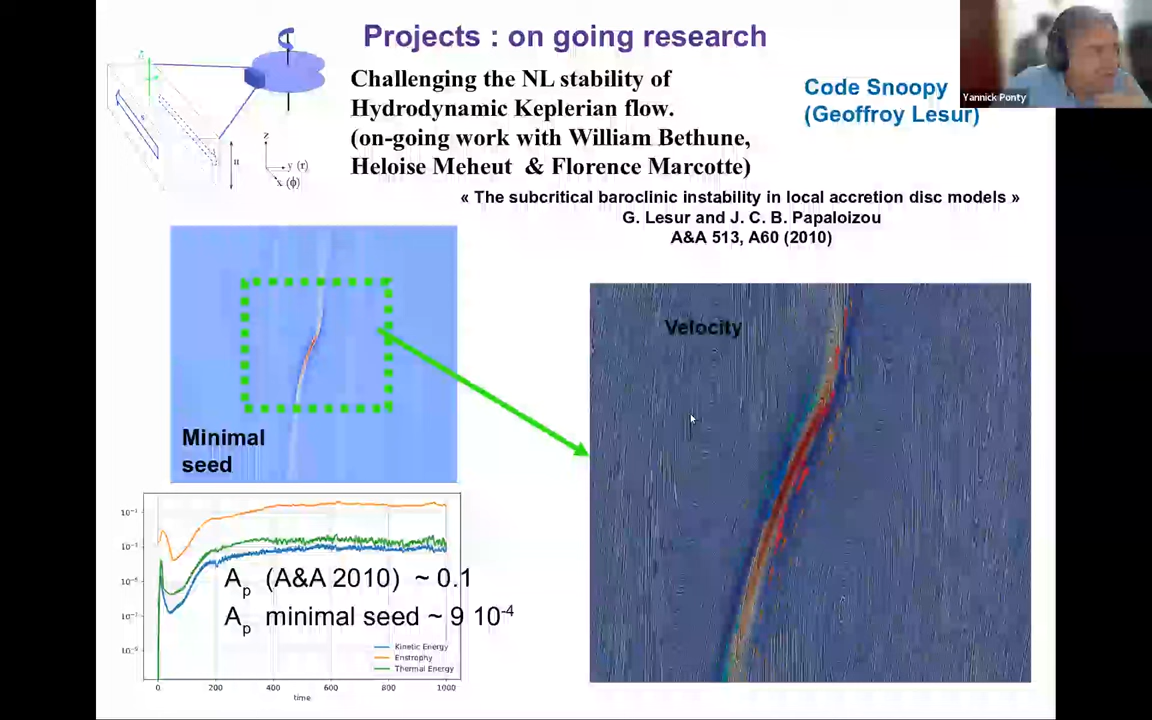 Projects : on going research
Challenging the NL stability of
Hydrodynamic Keplerian flow.
(on-going work with William Bethune,
Heloise Meheut & Florence Marcotte)
Code Snoopy
(Geoffroy Lesur)
Yannick Ponty
« The subcritical baroclinic instability in local accretion disc models »
G. Lesur and J. C. B. Papaloizou
A&A 513, A60 (2010)
z
y (r)
x (ϕ)
H
Minimal
seed
Velocity
A_p (A&A 2010) ~ 0.1
A_p minimal seed ~ 9 10^-4
Kinetic Energy
Enstrophy
Thermal Energy
0 200 400 600 800 1000
time